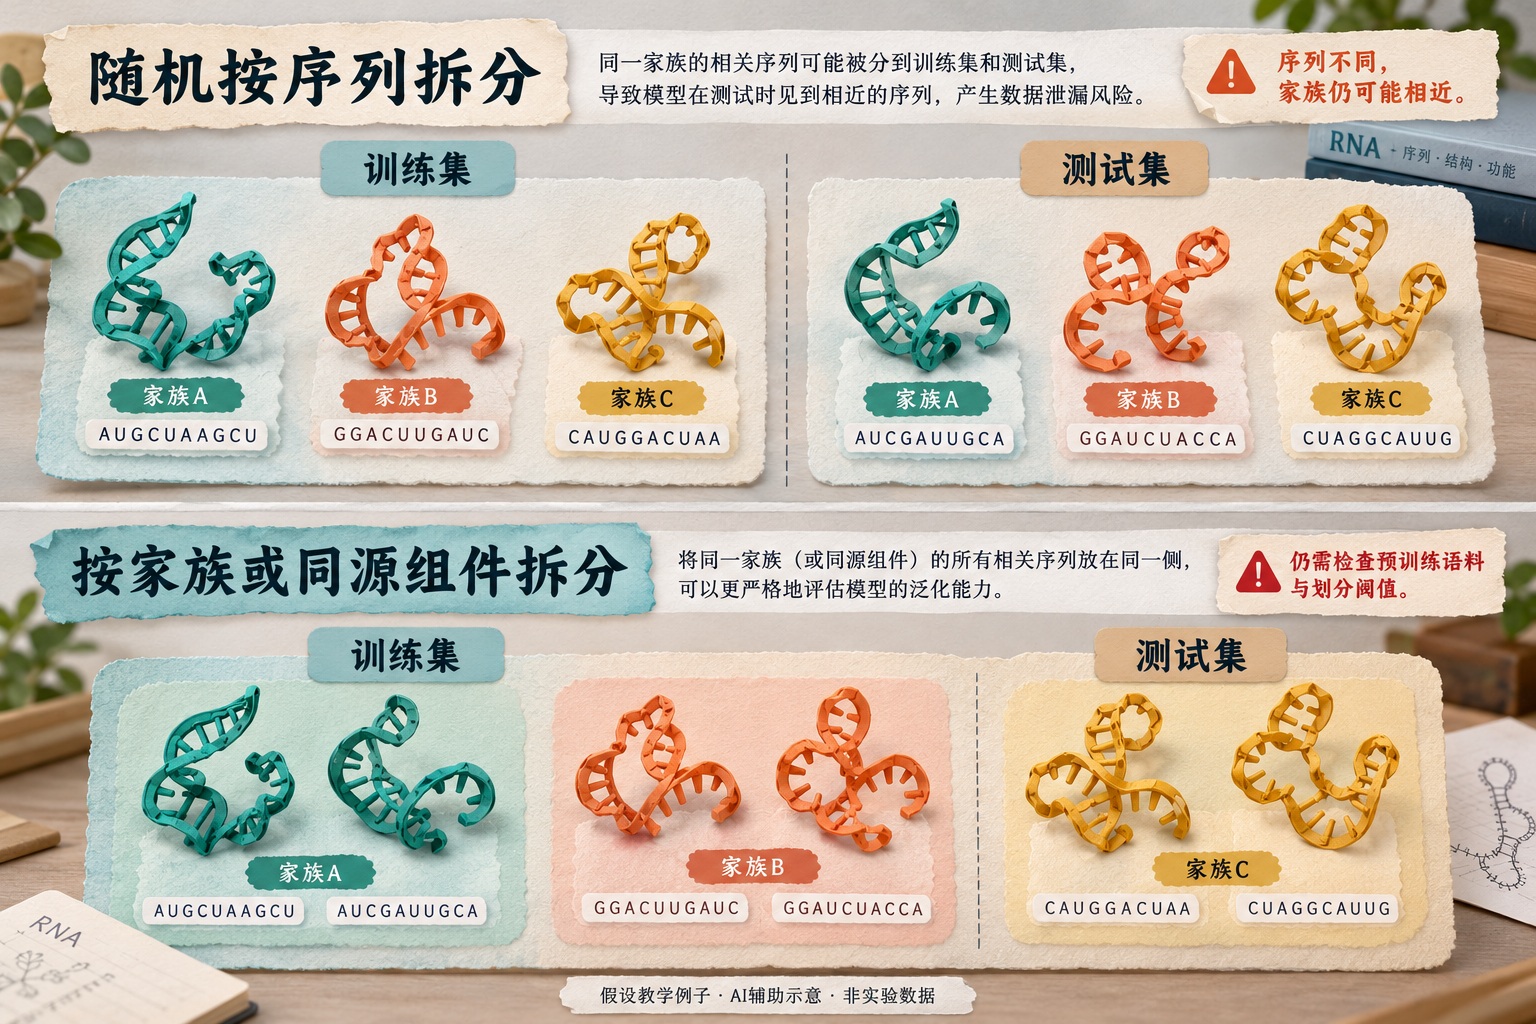 随机按序列拆分
同一家族的相关序列可能被分到训练集和测试集，
导致模型在测试时见到相近的序列，产生数据泄漏风险。
序列不同，
家族仍可能相近。
RNA - 序列·结构·功能
训练集
测试集
家族A
AUGCUAAGCU
家族B
GGACUUGAUC
家族C
CAUGGACUAA
家族A
AUCGAUUGCA
家族B
GGAUCUACCA
家族C
CUAGGCAUUG
按家族或同源组件拆分
将同一家族（或同源组件）的所有相关序列放在同一侧，
可以更严格地评估模型的泛化能力。
仍需检查预训练语料
与划分阈值。
训练集
测试集
家族A
AUGCUAAGCU
AUCGAUUGCA
家族B
GGACUUGAUC
GGAUCUACCA
家族C
CAUGGACUAA
CUAGGCAUUG
RNA
假设教学例子·AI辅助示意·非实验数据